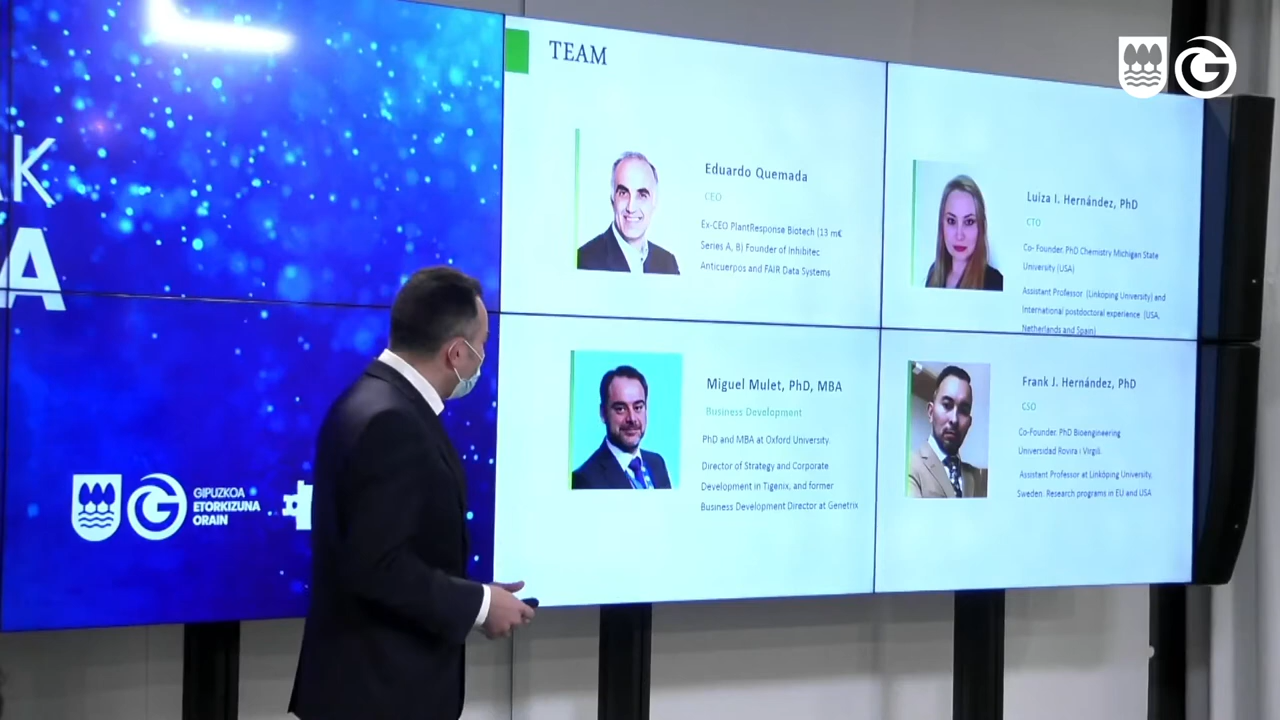 AK
A
GIPUZKOA
ETORKIZUNA
ORAIN
TEAM
Eduardo Quemada
CEO
Ex-CEO PlantResponse Biotech (13 m€
Series A, B) Founder of Inhibitec
Anticuerpos and FAIR Data Systems
Luiza I. Hernández, PhD
CTO
Co- Founder. PhD Chemistry Michigan State
University (USA)
Assistant Professor (Linkoping University) and
International postdoctoral experience (USA,
Netherlands and Spain)
Miguel Mulet, PhD, MBA
Business Development
PhD and MBA at Oxford University.
Director of Strategy and Corporate
Development in Tigenix, and former
Business Development Director at Genetrix
Frank J. Hernández, PhD
CSO
Co-Founder. PhD Bioengineering
Universidad Rovira i Virgili.
Assistant Professor at Linköping University,
Sweden. Research programs in EU and USA
G